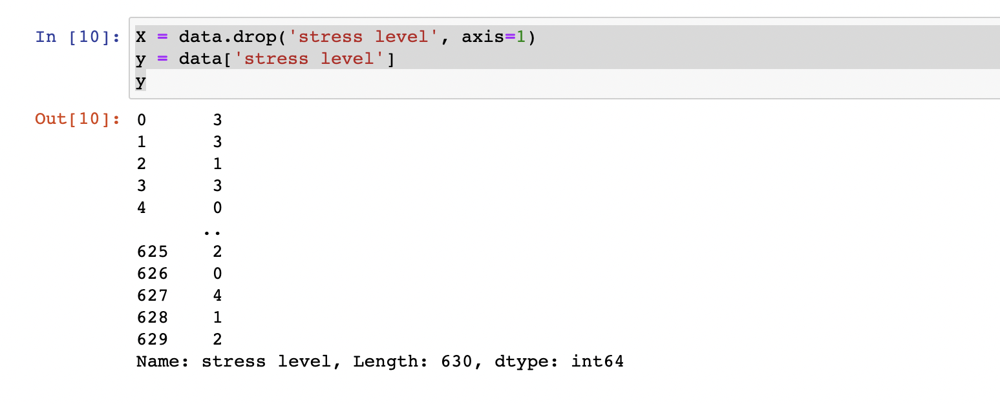 In [10]: X = data.drop('stress level', axis=1)
y = data['stress level']
y
Out[10]: 0 3
1 3
2 1
3 3
4 0
..
625 2
626 0
627 4
628 1
629 2
Name: stress level, Length: 630, dtype: int64